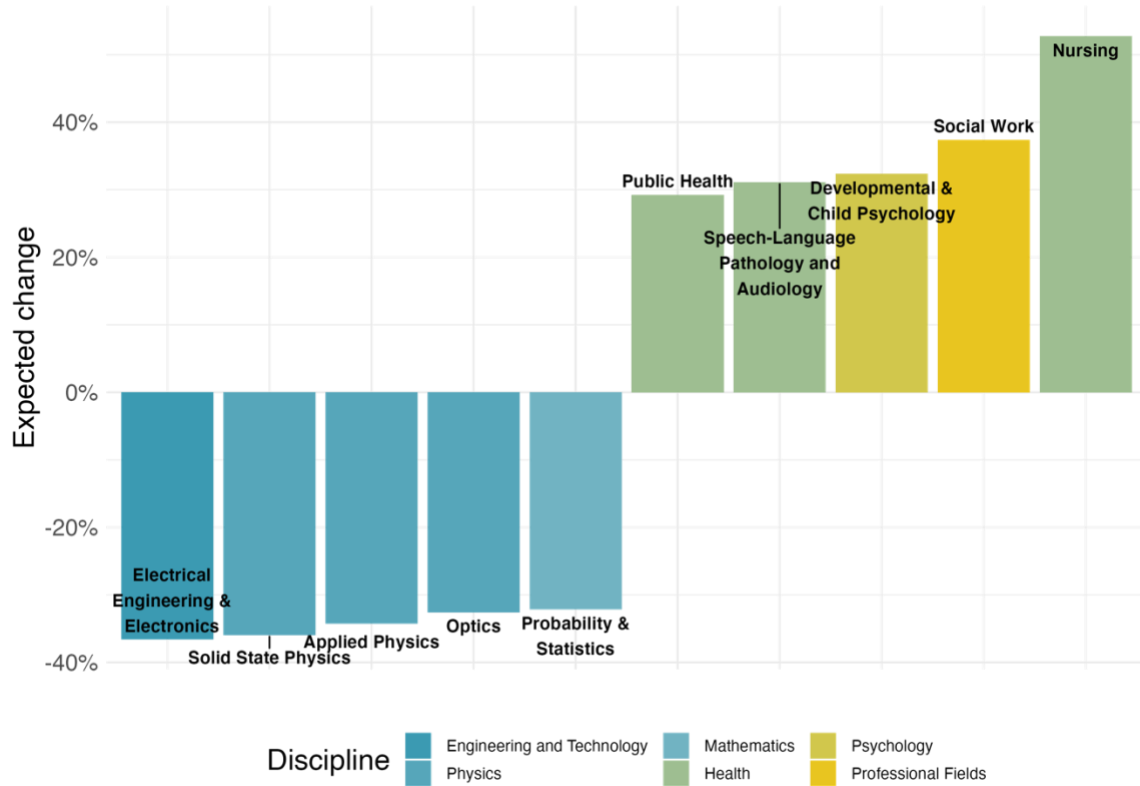 Nursing
40%
Social Work
Public Health
Developmental &
Child Psychology
Speech-Language
20%
Pathology and
Audiology
Expected change
0%
-20%
Electrical
Engineering &
Electronics
Solid State Physics
Applied Physics
Optics
Probability &
Statistics
-40%
Discipline
Engineering and Technology
Physics
Mathematics
Health
Psychology
Professional Fields